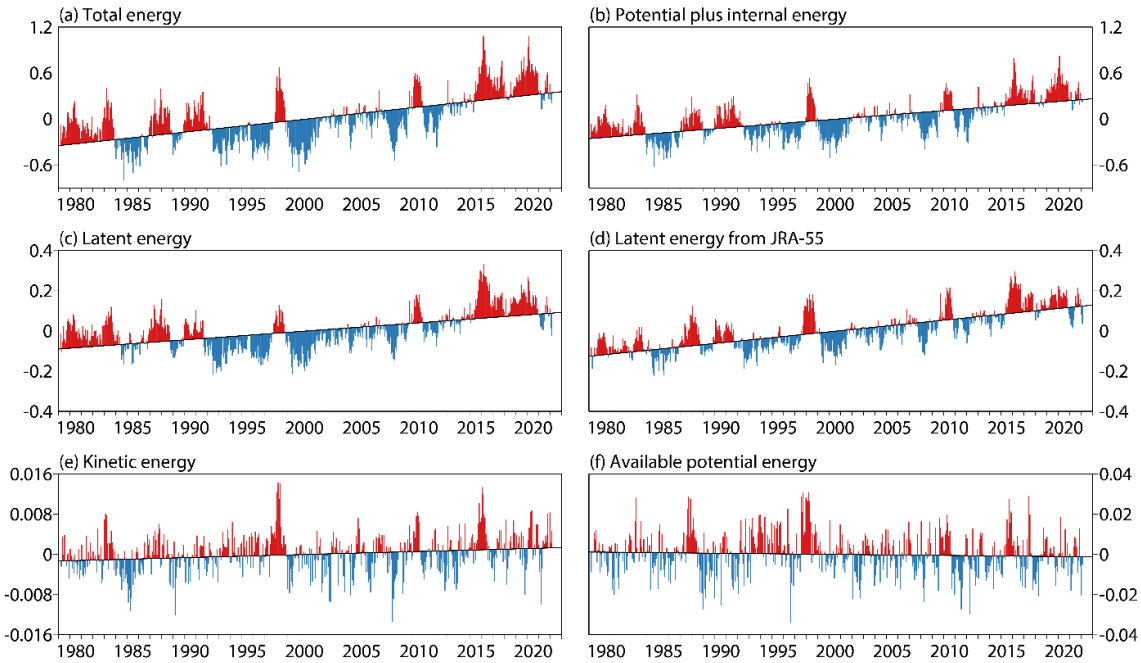 (a) Total energy
1.2
0.6
0
-0.6
1980 1985 1990 1995 2000 2005 2010 2015 2020
(b) Potential plus internal energy
1.2
0.6
0
-0.6
1980 1985 1990 1995 2000 2005 2010 2015 2020
(c) Latent energy
0.4
0.2
0
-0.2
-0.4
1980 1985 1990 1995 2000 2005 2010 2015 2020
(d) Latent energy from JRA-55
0.4
0.2
0
-0.2
-0.4
1980 1985 1990 1995 2000 2005 2010 2015 2020
(e) Kinetic energy
0.016
0.008
0
-0.008
-0.016
1980 1985 1990 1995 2000 2005 2010 2015 2020
(f) Available potential energy
0.04
0.02
0
-0.02
-0.04
1980 1985 1990 1995 2000 2005 2010 2015 2020